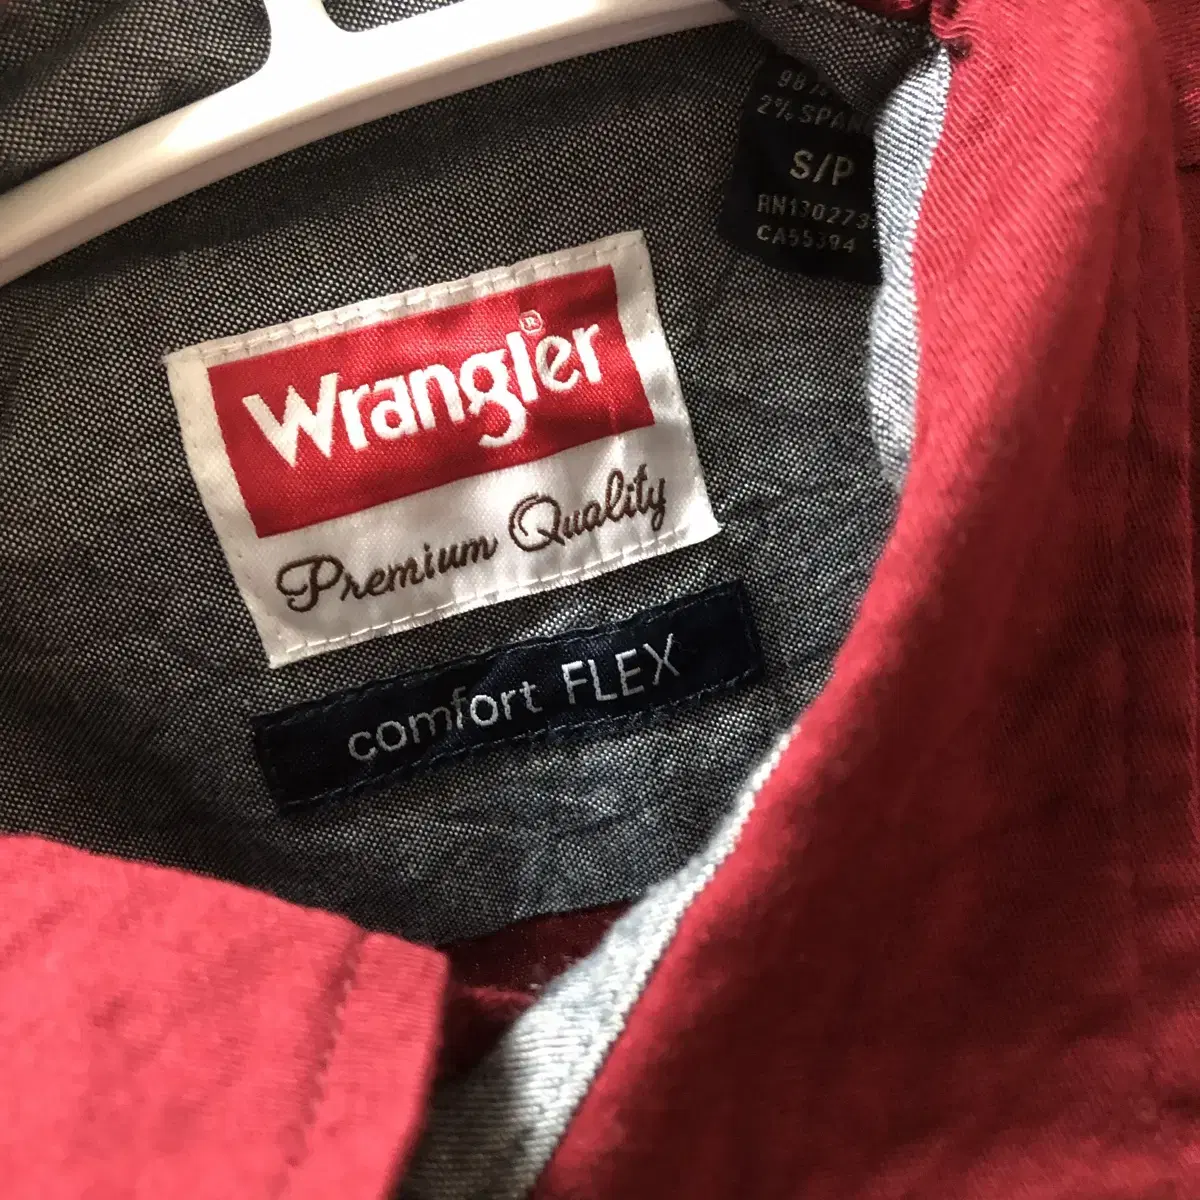 2% SPAN
S/P
RN130273
CA55394
Wrangler®
Premium Quality
comfort FLEX